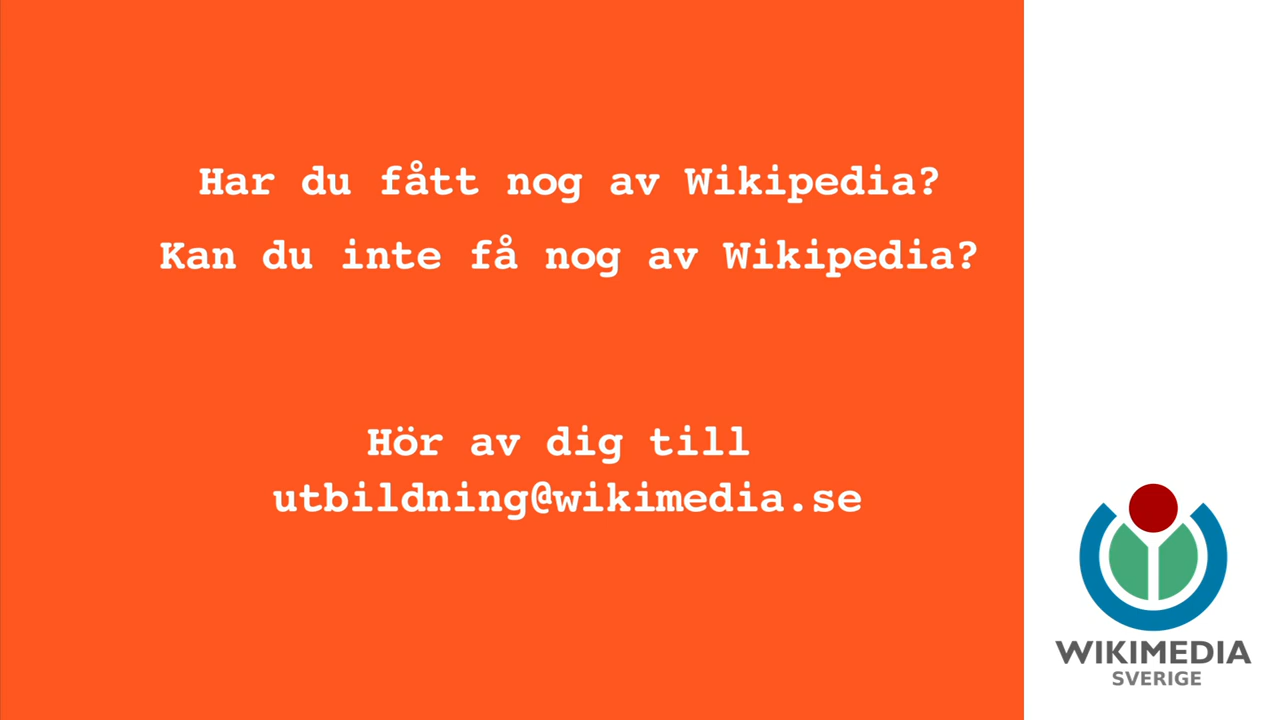 Har du fått nog av Wikipedia?
Kan du inte få nog av Wikipedia?
Hör av dig till
utbildning@wikimedia.se
WIKIMEDIA
SVERIGE